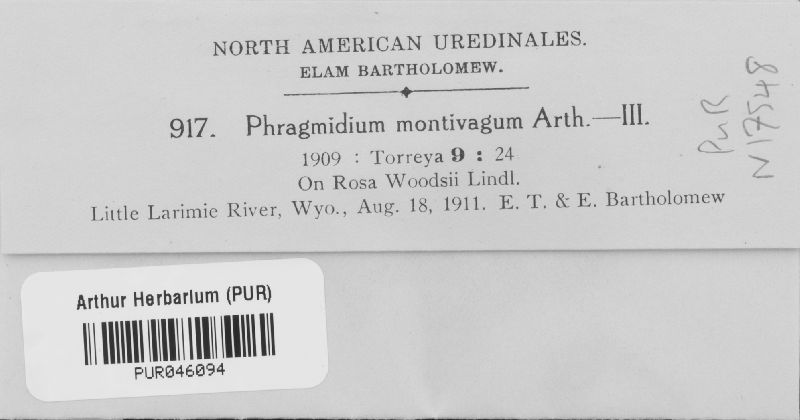 NORTH AMERICAN UREDINALES.
ELAM BARTHOLOMEW.
917. Phragmidium montivagum Arth.—III.
1909 : Torreya 9 : 24
On Rosa Woodsii Lindl.
Little Larimie River, Wyo., Aug. 18, 1911. E. T. & E. Bartholomew
PUR
N17548
Arthur Herbarium (PUR)
PUR046094